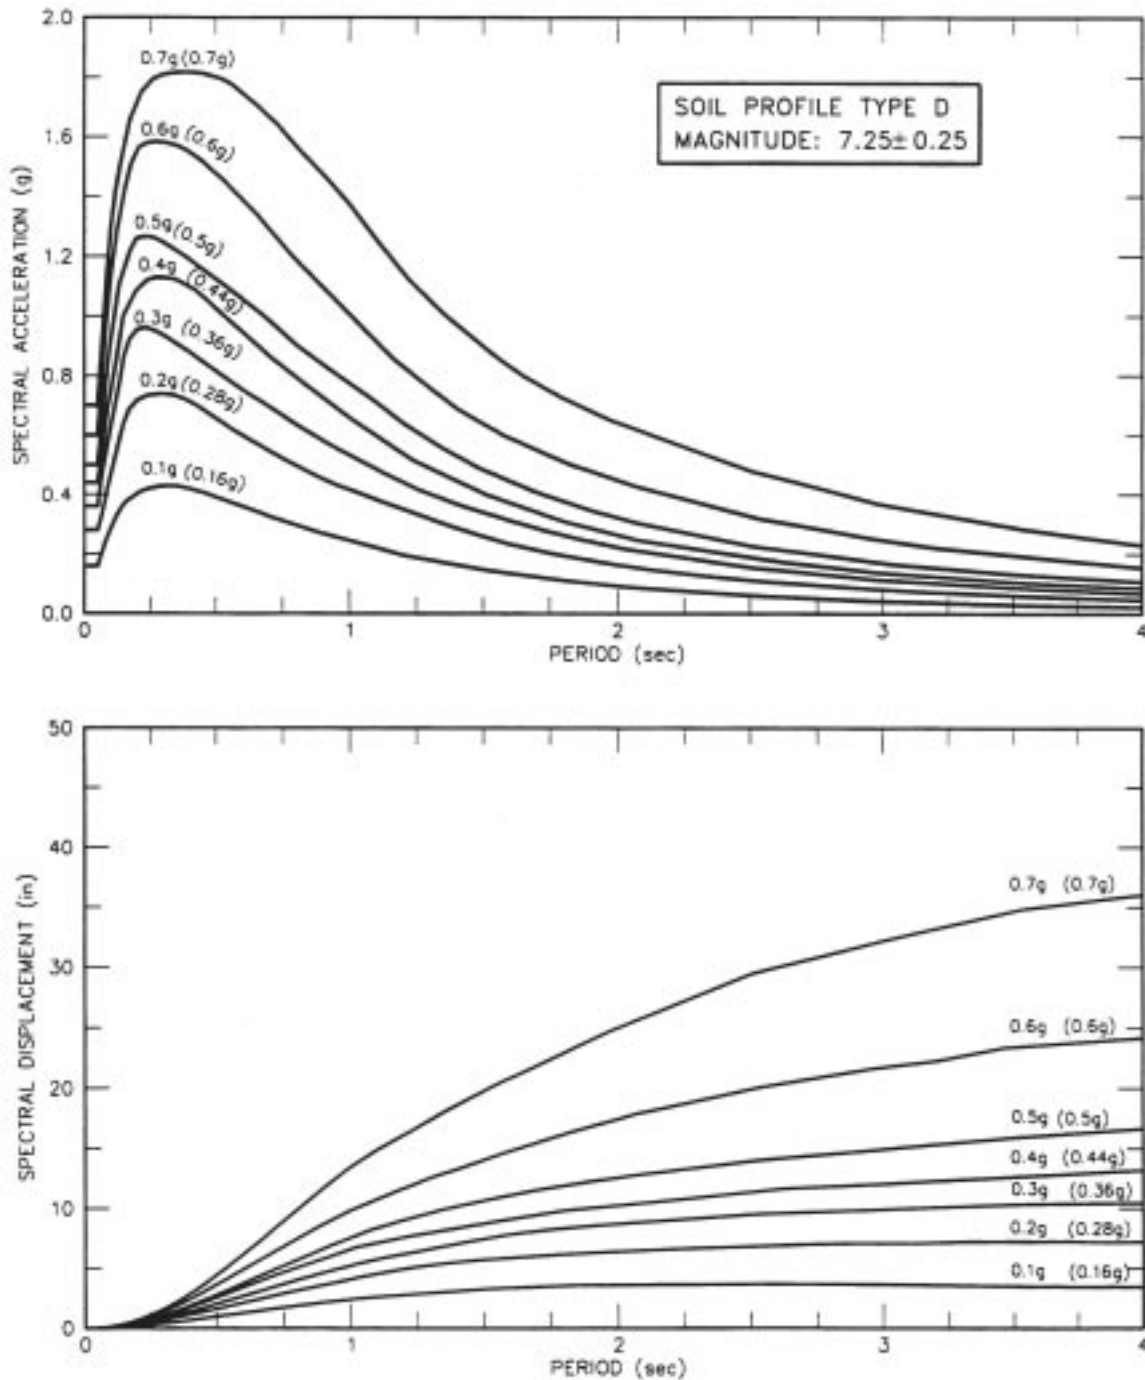 2.0
0.7g (0.7g)
SOIL PROFILE TYPE D
MAGNITUDE: 7.25±0.25
1.6
0.6g (0.6g)
0.5g (0.5g)
1.2
0.4g (0.44g)
0.3g (0.36g)
0.8
0.2g (0.28g)
0.1g (0.16g)
0.4
0.0
SPECTRAL ACCELERATION (g)
0 1 2 3 4
PERIOD (sec)
50
40
0.7g (0.7g)
30
0.6g (0.6g)
20
0.5g (0.5g)
0.4g (0.44g)
0.3g (0.36g)
10
0.2g (0.28g)
0.1g (0.16g)
0
SPECTRAL DISPLACEMENT (in)
0 1 2 3 4
PERIOD (sec)